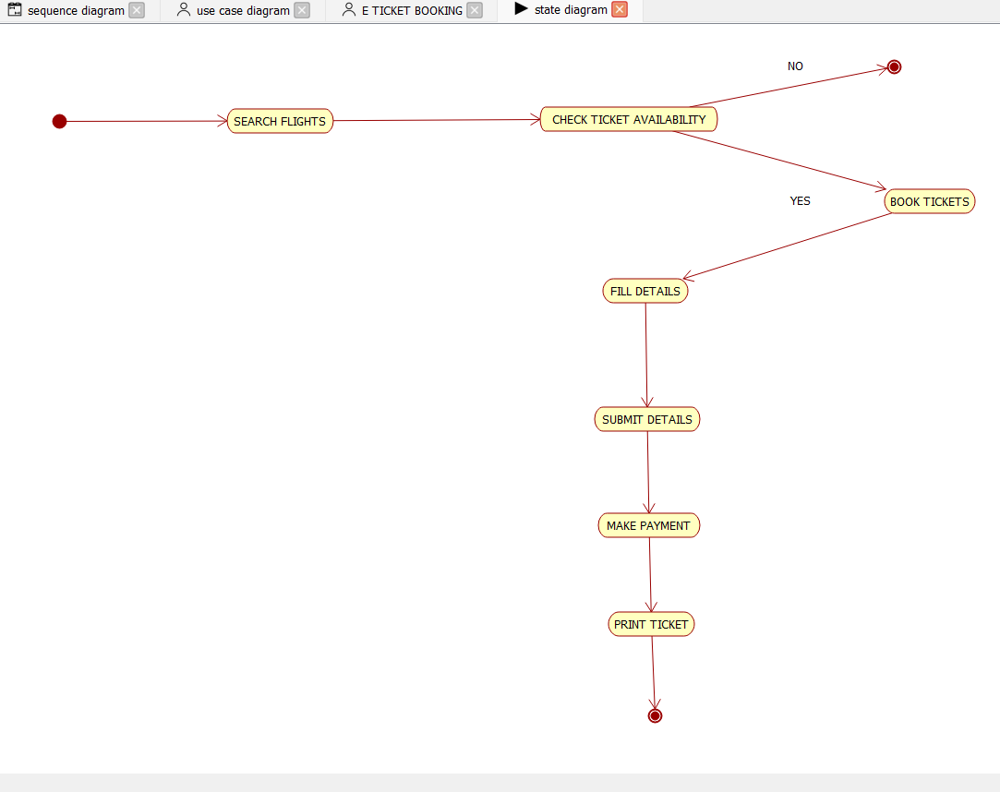 sequence diagram
use case diagram
E TICKET BOOKING
state diagram
NO
SEARCH FLIGHTS
CHECK TICKET AVAILABILITY
YES
BOOK TICKETS
FILL DETAILS
SUBMIT DETAILS
MAKE PAYMENT
PRINT TICKET